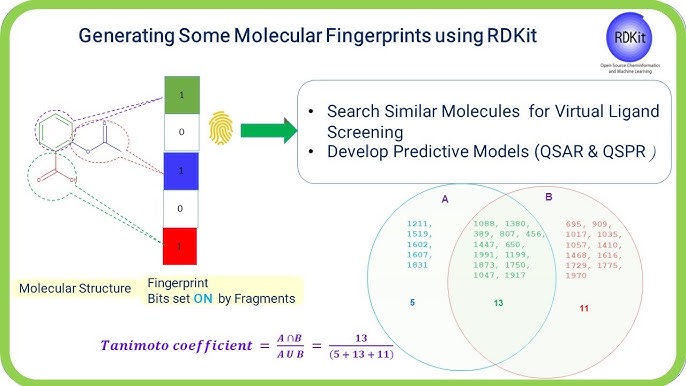 Generating Some Molecular Fingerprints using RDKit
RDKit
Open-Source Cheminformatics
and Machine Learning
1
0
1
0
1
O
O
O
OH
• Search Similar Molecules for Virtual Ligand
Screening
• Develop Predictive Models (QSAR & QSPR )
A
B
1211,
1519,
1602,
1607,
1831
1088, 1380,
389, 807, 456,
1447, 650,
1991, 1199,
1873, 1750,
1047, 1917
695, 909,
1017, 1035,
1057, 1410,
1468, 1616,
1729, 1775,
1970
5
13
11
Molecular Structure
Fingerprint
Bits set ON by Fragments
Tanimoto coefficient = A ∩B / A U B = 13 / (5 + 13 + 11)